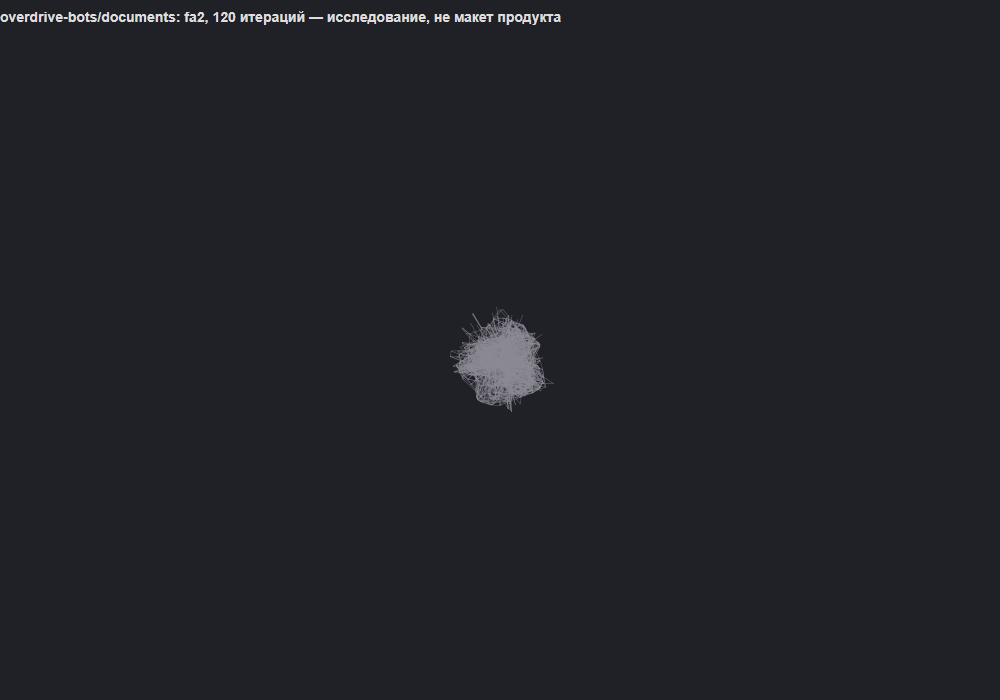 overdrive-bots/documents: fa2, 120 итераций — исследование, не макет продукта